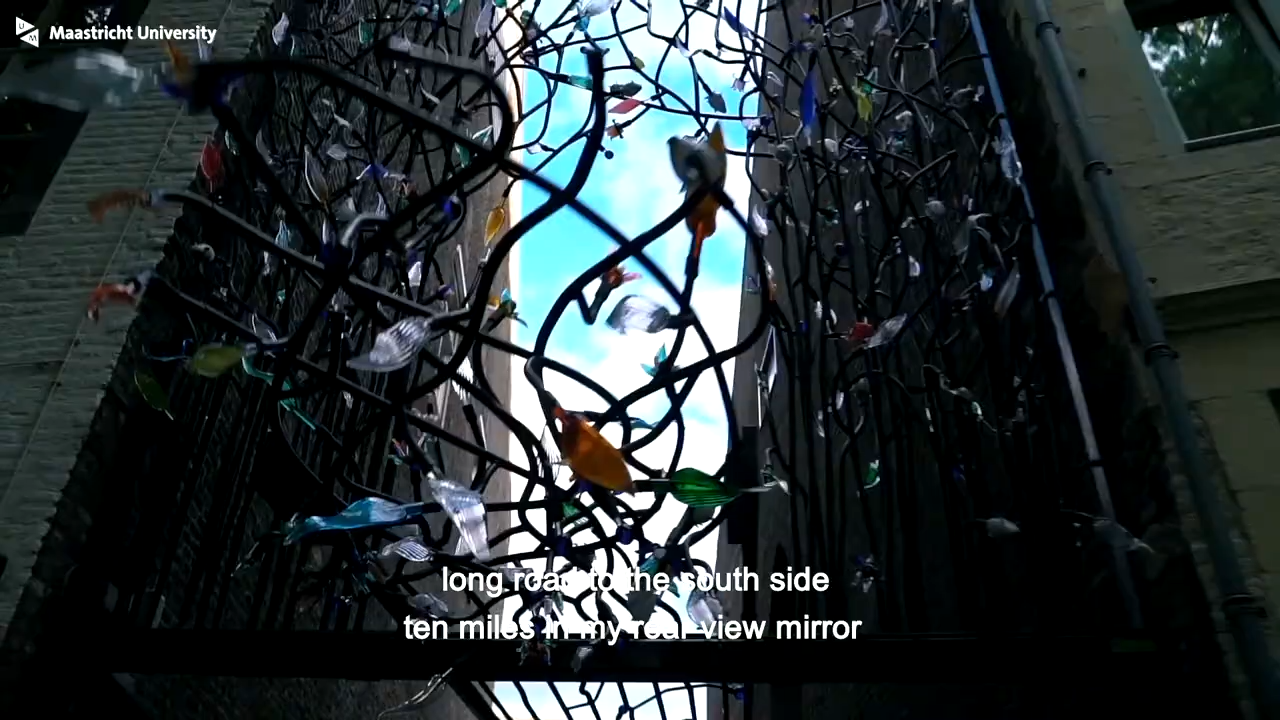 Maastricht University
long road to the south side
ten miles in my rear view mirror